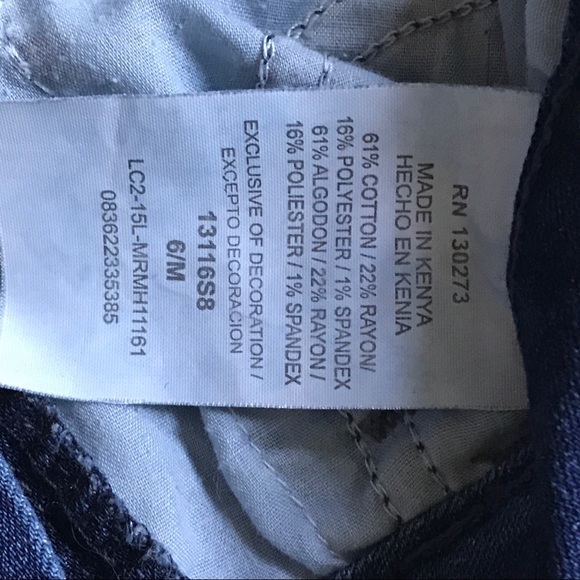 RN 130273
MADE IN KENYA
HECHO EN KENIA
61% COTTON / 22% RAYON/
16% POLYESTER / 1% SPANDEX
61% ALGODON / 22% RAYON /
16% POLIESTER / 1% SPANDEX
EXCLUSIVE OF DECORATION /
EXCEPTO DECORACION
13116S8
6/M
LC2-15L-MRMH11161
083622335385